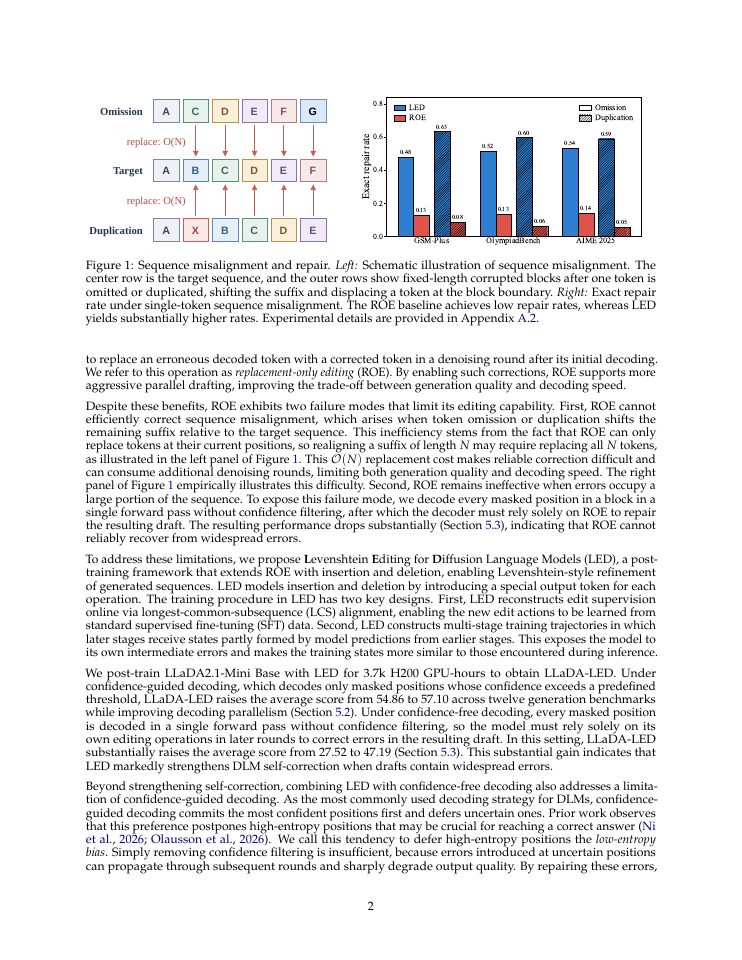 Omission A C D E F G
replace: O(N)
Target A B C D E F
replace: O(N)
Duplication A X B C D E
Exact repair rate
0.8
0.6
0.4
0.2
0.0
LED
ROE
Omission
Duplication
0.48 0.13 0.63 0.08
0.52 0.13 0.60 0.06
0.54 0.14 0.59 0.05
GSM-Plus OlympiadBench AIME 2025
Figure 1: Sequence misalignment and repair. Left: Schematic illustration of sequence misalignment. The
center row is the target sequence, and the outer rows show fixed-length corrupted blocks after one token is
omitted or duplicated, shifting the suffix and displacing a token at the block boundary. Right: Exact repair
rate under single-token sequence misalignment. The ROE baseline achieves low repair rates, whereas LED
yields substantially higher rates. Experimental details are provided in Appendix A.2.
to replace an erroneous decoded token with a corrected token in a denoising round after its initial decoding.
We refer to this operation as replacement-only editing (ROE). By enabling such corrections, ROE supports more
aggressive parallel drafting, improving the trade-off between generation quality and decoding speed.
Despite these benefits, ROE exhibits two failure modes that limit its editing capability. First, ROE cannot
efficiently correct sequence misalignment, which arises when token omission or duplication shifts the
remaining suffix relative to the target sequence. This inefficiency stems from the fact that ROE can only
replace tokens at their current positions, so realigning a suffix of length N may require replacing all N tokens,
as illustrated in the left panel of Figure 1. This O(N) replacement cost makes reliable correction difficult and
can consume additional denoising rounds, limiting both generation quality and decoding speed. The right
panel of Figure 1 empirically illustrates this difficulty. Second, ROE remains ineffective when errors occupy a
large portion of the sequence. To expose this failure mode, we decode every masked position in a block in a
single forward pass without confidence filtering, after which the decoder must rely solely on ROE to repair
the resulting draft. The resulting performance drops substantially (Section 5.3), indicating that ROE cannot
reliably recover from widespread errors.
To address these limitations, we propose Levenshtein Editing for Diffusion Language Models (LED), a post-
training framework that extends ROE with insertion and deletion, enabling Levenshtein-style refinement
of generated sequences. LED models insertion and deletion by introducing a special output token for each
operation. The training procedure in LED has two key designs. First, LED reconstructs edit supervision
online via longest-common-subsequence (LCS) alignment, enabling the new edit actions to be learned from
standard supervised fine-tuning (SFT) data. Second, LED constructs multi-stage training trajectories in which
later stages receive states partly formed by model predictions from earlier stages. This exposes the model to
its own intermediate errors and makes the training states more similar to those encountered during inference.
We post-train LLaDA2.1-Mini Base with LED for 3.7k H200 GPU-hours to obtain LLaDA-LED. Under
confidence-guided decoding, which decodes only masked positions whose confidence exceeds a predefined
threshold, LLaDA-LED raises the average score from 54.86 to 57.10 across twelve generation benchmarks
while improving decoding parallelism (Section 5.2). Under confidence-free decoding, every masked position
is decoded in a single forward pass without confidence filtering, so the model must rely solely on its
own editing operations in later rounds to correct errors in the resulting draft. In this setting, LLaDA-LED
substantially raises the average score from 27.52 to 47.19 (Section 5.3). This substantial gain indicates that
LED markedly strengthens DLM self-correction when drafts contain widespread errors.
Beyond strengthening self-correction, combining LED with confidence-free decoding also addresses a limita-
tion of confidence-guided decoding. As the most commonly used decoding strategy for DLMs, confidence-
guided decoding commits the most confident positions first and defers uncertain ones. Prior work observes
that this preference postpones high-entropy positions that may be crucial for reaching a correct answer (Ni
et al., 2026; Olausson et al., 2026). We call this tendency to defer high-entropy positions the low-entropy
bias. Simply removing confidence filtering is insufficient, because errors introduced at uncertain positions
can propagate through subsequent rounds and sharply degrade output quality. By repairing these errors,
2